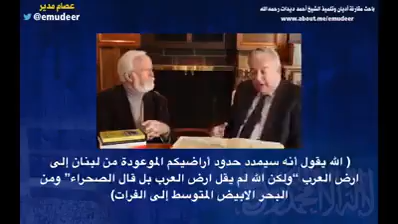 عصام مدير
@emudeer
باحث مقارنة أديان وتلميذ الشيخ أحمد ديدات رحمه الله
www.about.me/emudeer
( الله يقول أنه سيمدد حدود أراضيكم الموعودة من لبنان إلى
ارض العرب “ولكن الله لم يقل ارض العرب بل قال الصحراء” ومن
البحر الابيض المتوسط إلى الفرات)